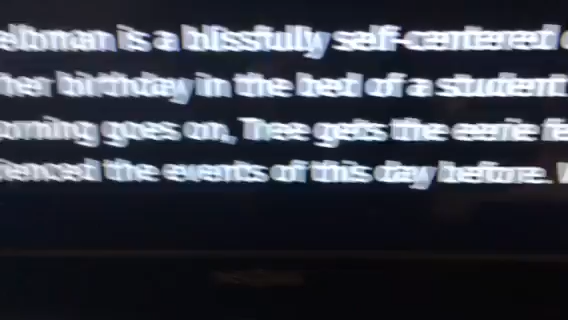 elbman is a blissfully self-centered
her birthday in the bed of a student
orning goes on, Tree gets the eerie fe
ienced the events of this day before. W